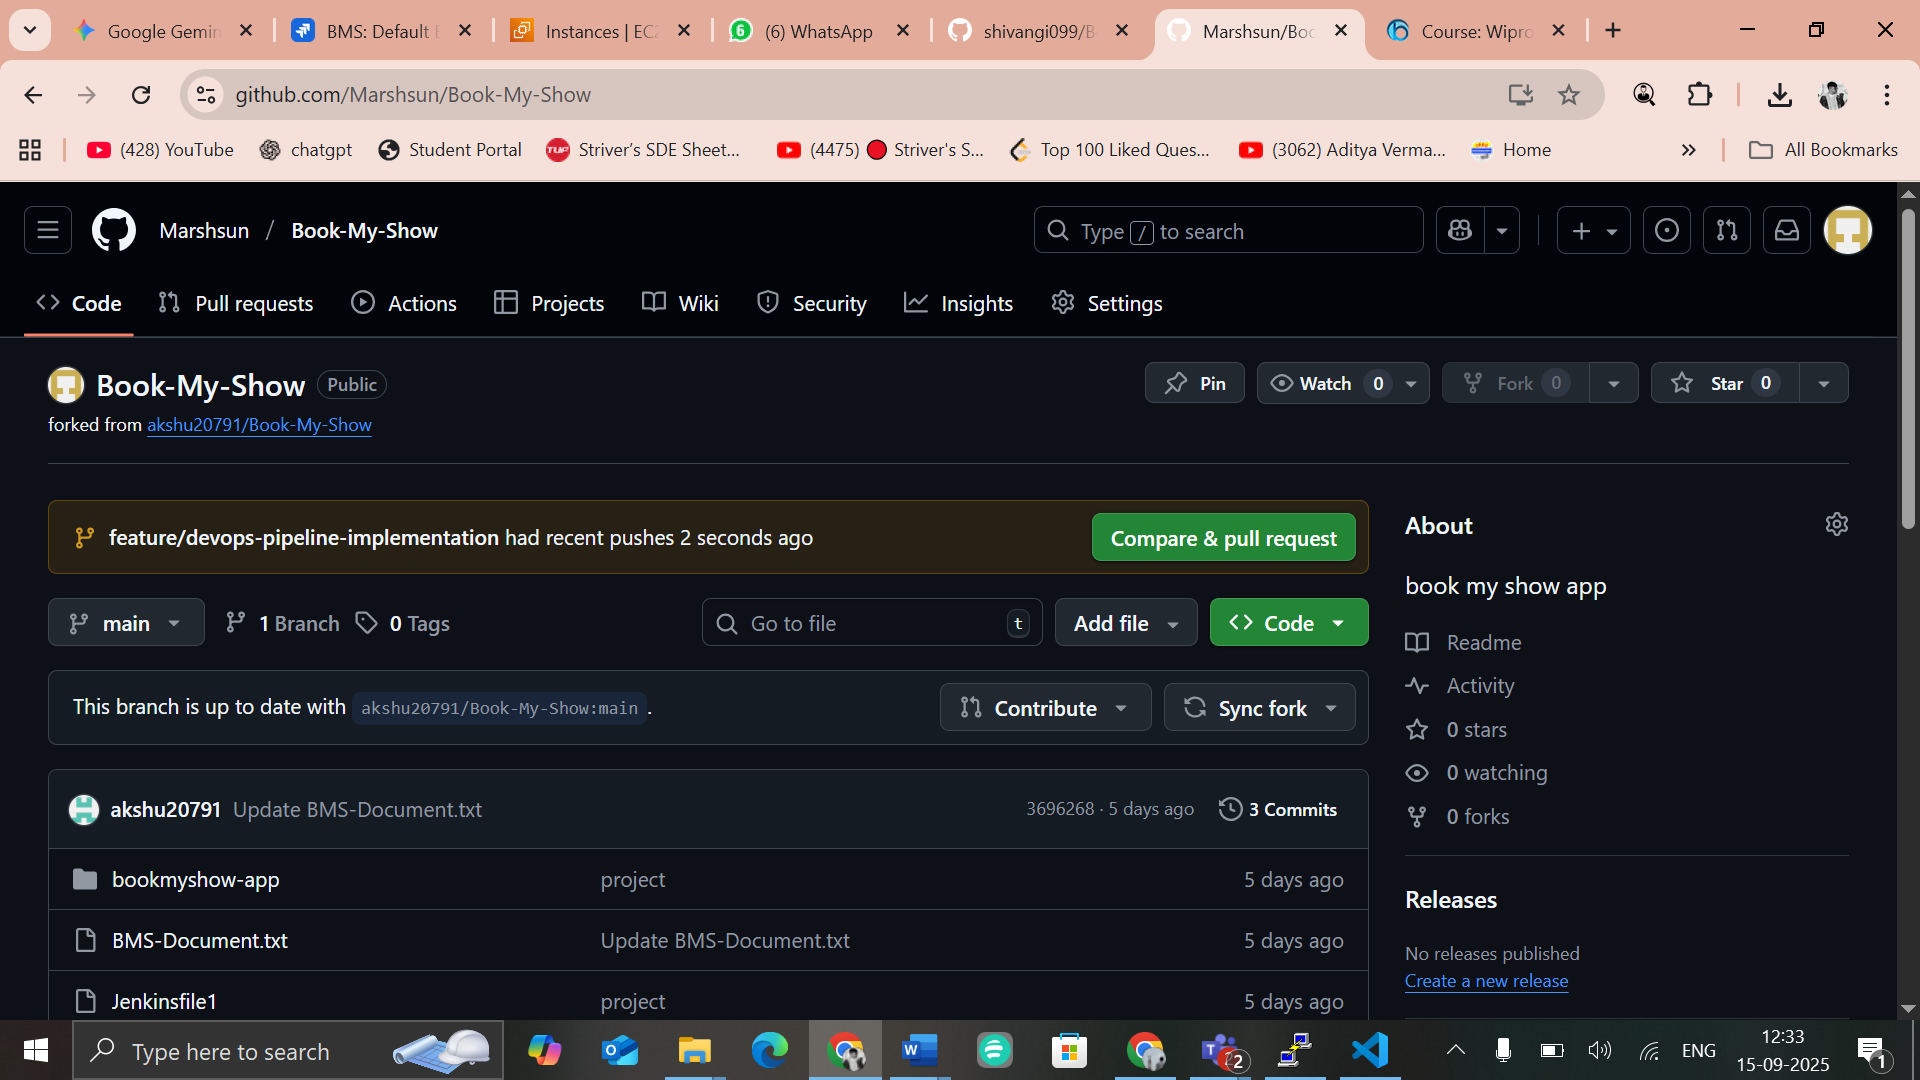 Google Gemin
BMS: Default B
Instances | EC2
(6) WhatsApp
shivangi099/B
Marshsun/Boo
Course: Wipro
github.com/Marshsun/Book-My-Show
(428) YouTube
chatgpt
Student Portal
TUF
Striver's SDE Sheet...
(4475)
Striver's S...
Top 100 Liked Ques...
(3062) Aditya Verma...
Home
All Bookmarks
Marshsun / Book-My-Show
Type / to search
Code
Pull requests
Actions
Projects
Wiki
Security
Insights
Settings
Book-My-Show
Public
Pin
Watch 0
Fork 0
Star 0
forked from akshu20791/Book-My-Show
feature/devops-pipeline-implementation had recent pushes 2 seconds ago
Compare & pull request
About
book my show app
main
1 Branch
0 Tags
Go to file
t
Add file
Code
Readme
Activity
0 stars
0 watching
0 forks
This branch is up to date with akshu20791/Book-My-Show:main .
Contribute
Sync fork
akshu20791 Update BMS-Document.txt
3696268 · 5 days ago
3 Commits
bookmyshow-app
project
5 days ago
BMS-Document.txt
Update BMS-Document.txt
5 days ago
Jenkinsfile1
project
5 days ago
Releases
No releases published
Create a new release
Type here to search
2
ENG
12:33
15-09-2025
1